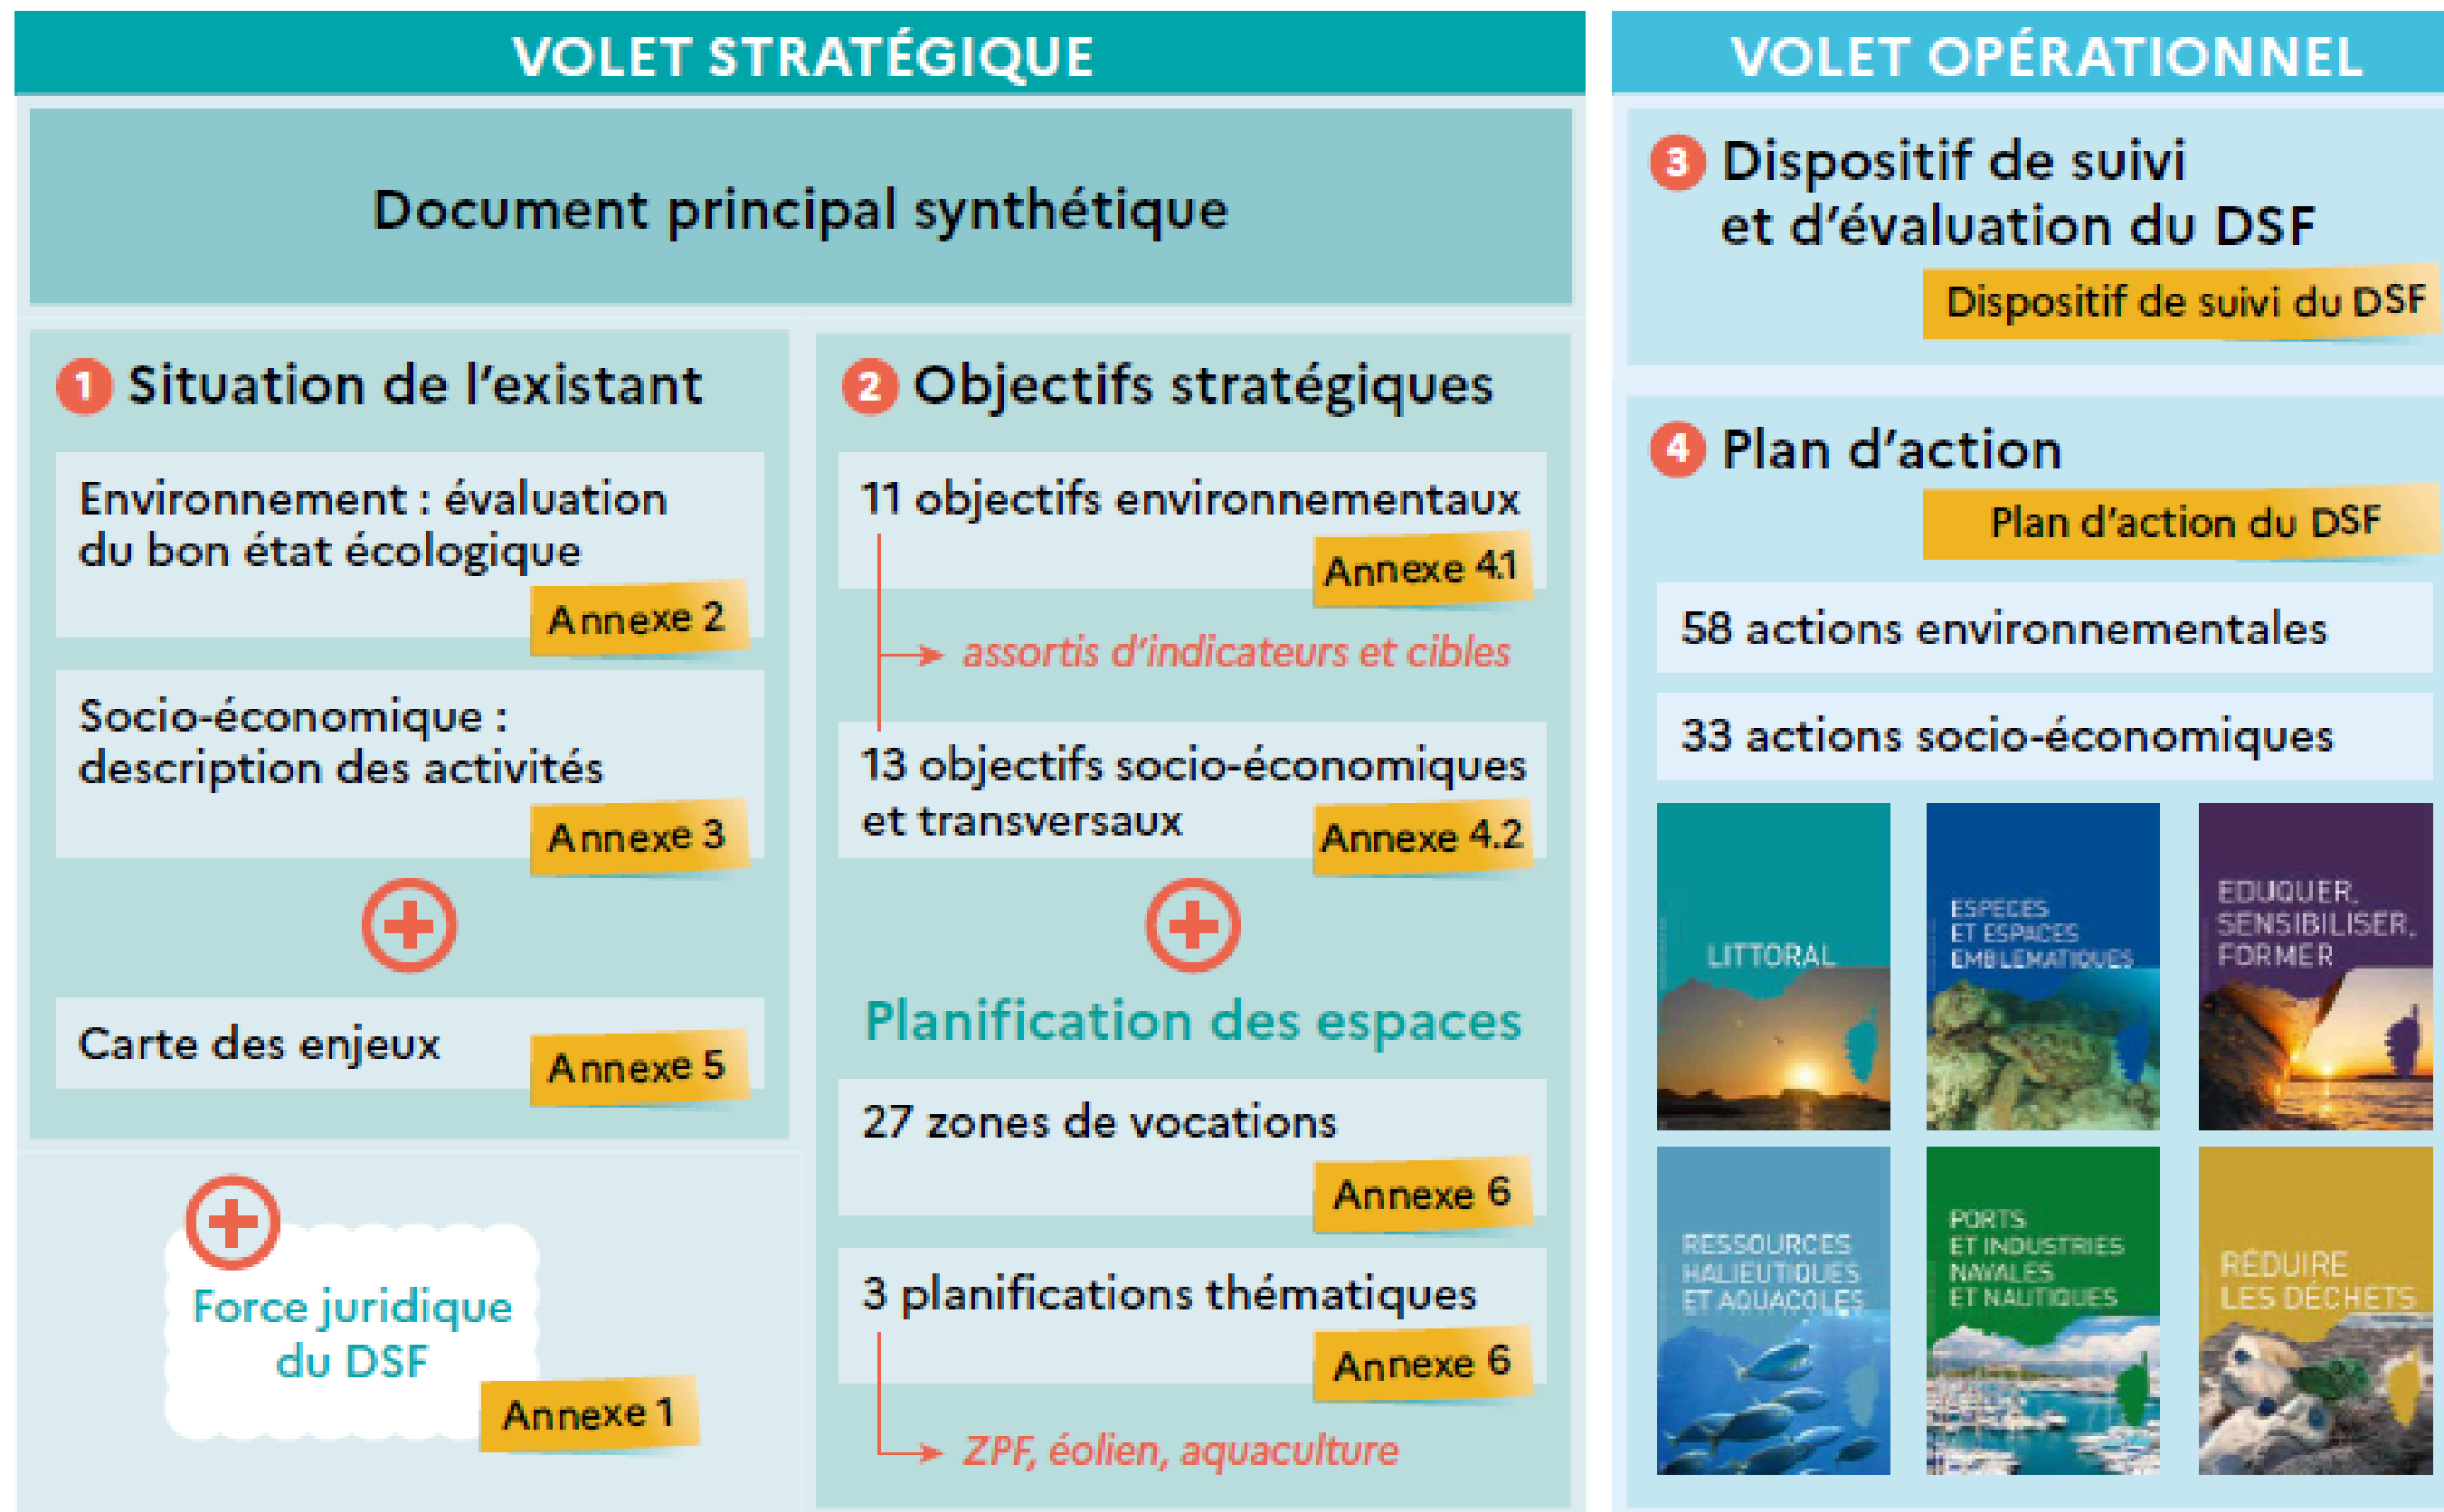 VOLET STRATÉGIQUE
Document principal synthétique
1 Situation de l'existant
Environnement : évaluation
du bon état écologique
Annexe 2
Socio-économique :
description des activités
Annexe 3
Carte des enjeux
Annexe 5
Force juridique
du DSF
Annexe 1
2 Objectifs stratégiques
11 objectifs environnementaux
Annexe 4.1
assortis d'indicateurs et cibles
13 objectifs socio-économiques
et transversaux
Annexe 4.2
Planification des espaces
27 zones de vocations
Annexe 6
3 planifications thématiques
Annexe 6
ZPF, éolien, aquaculture
VOLET OPÉRATIONNEL
3 Dispositif de suivi
et d'évaluation du DSF
Dispositif de suivi du DSF
4 Plan d'action
Plan d'action du DSF
58 actions environnementales
33 actions socio-économiques
LITTORAL
ESPECES
ET ESPACES
EMBLEMATIQUES
EDUQUER,
SENSIBILISER,
FORMER
RESSOURCES
HALIEUTIQUES
ET AQUACOLES
PORTS
ET INDUSTRIES
NAVALES
ET NAUTIQUES
RÉDUIRE
LES DÉCHETS